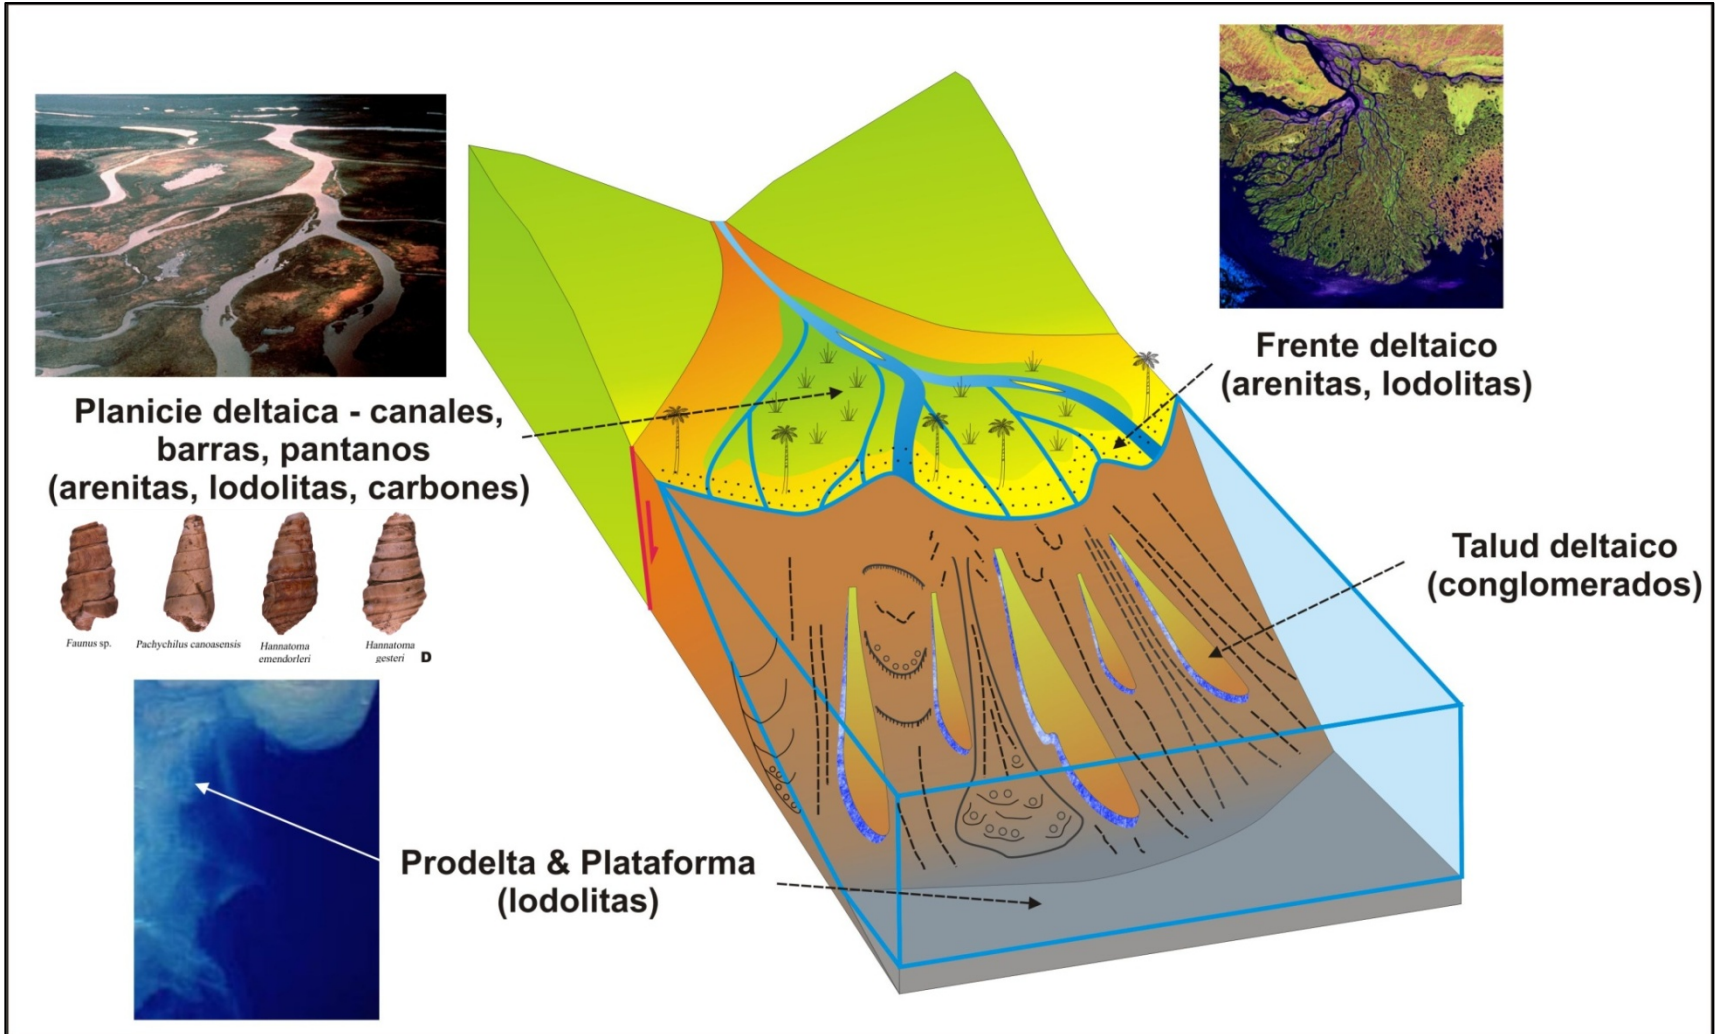 Frente deltaico
(arenitas, lodolitas)
Planicie deltaica - canales,
barras, pantanos
(arenitas, lodolitas, carbones)
Faunus sp.
Pachychilus canoasensis
Hannatoma
emendorleri
Hannatoma
gesteri
D
Talud deltaico
(conglomerados)
Prodelta & Plataforma
(lodolitas)